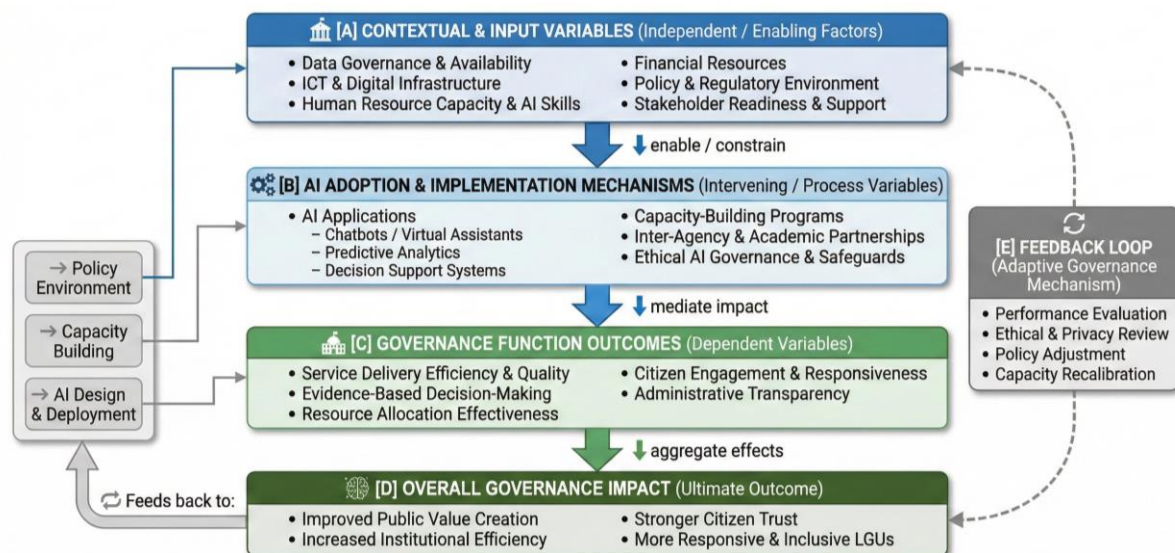 [A] CONTEXTUAL & INPUT VARIABLES (Independent / Enabling Factors)
• Data Governance & Availability
• ICT & Digital Infrastructure
• Human Resource Capacity & AI Skills
• Financial Resources
• Policy & Regulatory Environment
• Stakeholder Readiness & Support
↓ enable / constrain
[B] AI ADOPTION & IMPLEMENTATION MECHANISMS (Intervening / Process Variables)
• AI Applications
– Chatbots / Virtual Assistants
– Predictive Analytics
– Decision Support Systems
• Capacity-Building Programs
• Inter-Agency & Academic Partnerships
• Ethical AI Governance & Safeguards
↓ mediate impact
[C] GOVERNANCE FUNCTION OUTCOMES (Dependent Variables)
• Service Delivery Efficiency & Quality
• Evidence-Based Decision-Making
• Resource Allocation Effectiveness
• Citizen Engagement & Responsiveness
• Administrative Transparency
↓ aggregate effects
[D] OVERALL GOVERNANCE IMPACT (Ultimate Outcome)
• Improved Public Value Creation
• Increased Institutional Efficiency
• Stronger Citizen Trust
• More Responsive & Inclusive LGUs
Feeds back to:
→ Policy
Environment
→ Capacity
Building
→ AI Design
& Deployment
[E] FEEDBACK LOOP
(Adaptive Governance
Mechanism)
• Performance Evaluation
• Ethical & Privacy Review
• Policy Adjustment
• Capacity Recalibration